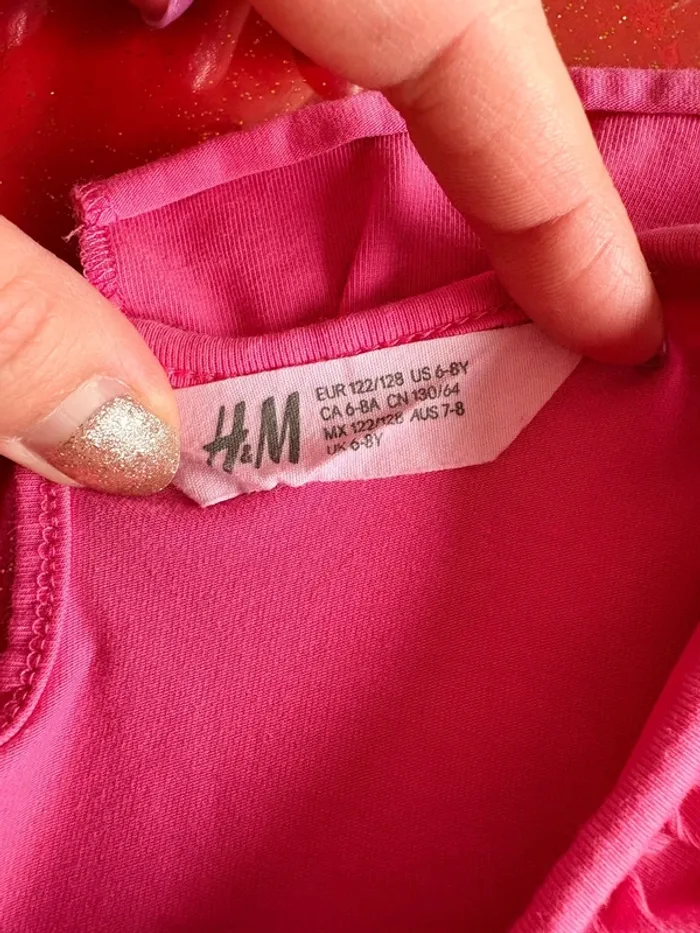 H&M
EUR 122/128 US 6-8Y
CA 6-8A CN 130/64
MX 122/128 AUS 7-8
UK 6-8Y